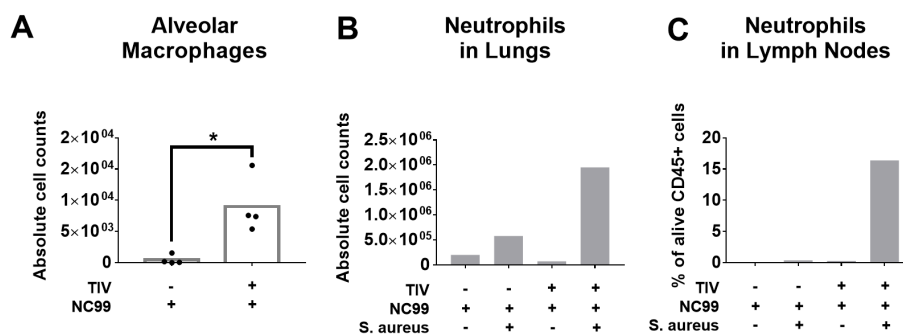 A
Alveolar
Macrophages
Absolute cell counts
2×10⁰⁴
2×10⁰⁴
1×10⁰⁴
5×10⁰³
0
*
TIV - +
NC99 + +
B
Neutrophils
in Lungs
Absolute cell counts
2.5×10⁰⁶
2.0×10⁰⁶
1.5×10⁰⁶
1.0×10⁰⁶
5.0×10⁰⁵
0
TIV - - + +
NC99 + + + +
S. aureus - + - +
C
Neutrophils
in Lymph Nodes
% of alive CD45+ cells
20
15
10
5
0
TIV - - + +
NC99 + + + +
S. aureus - + - +